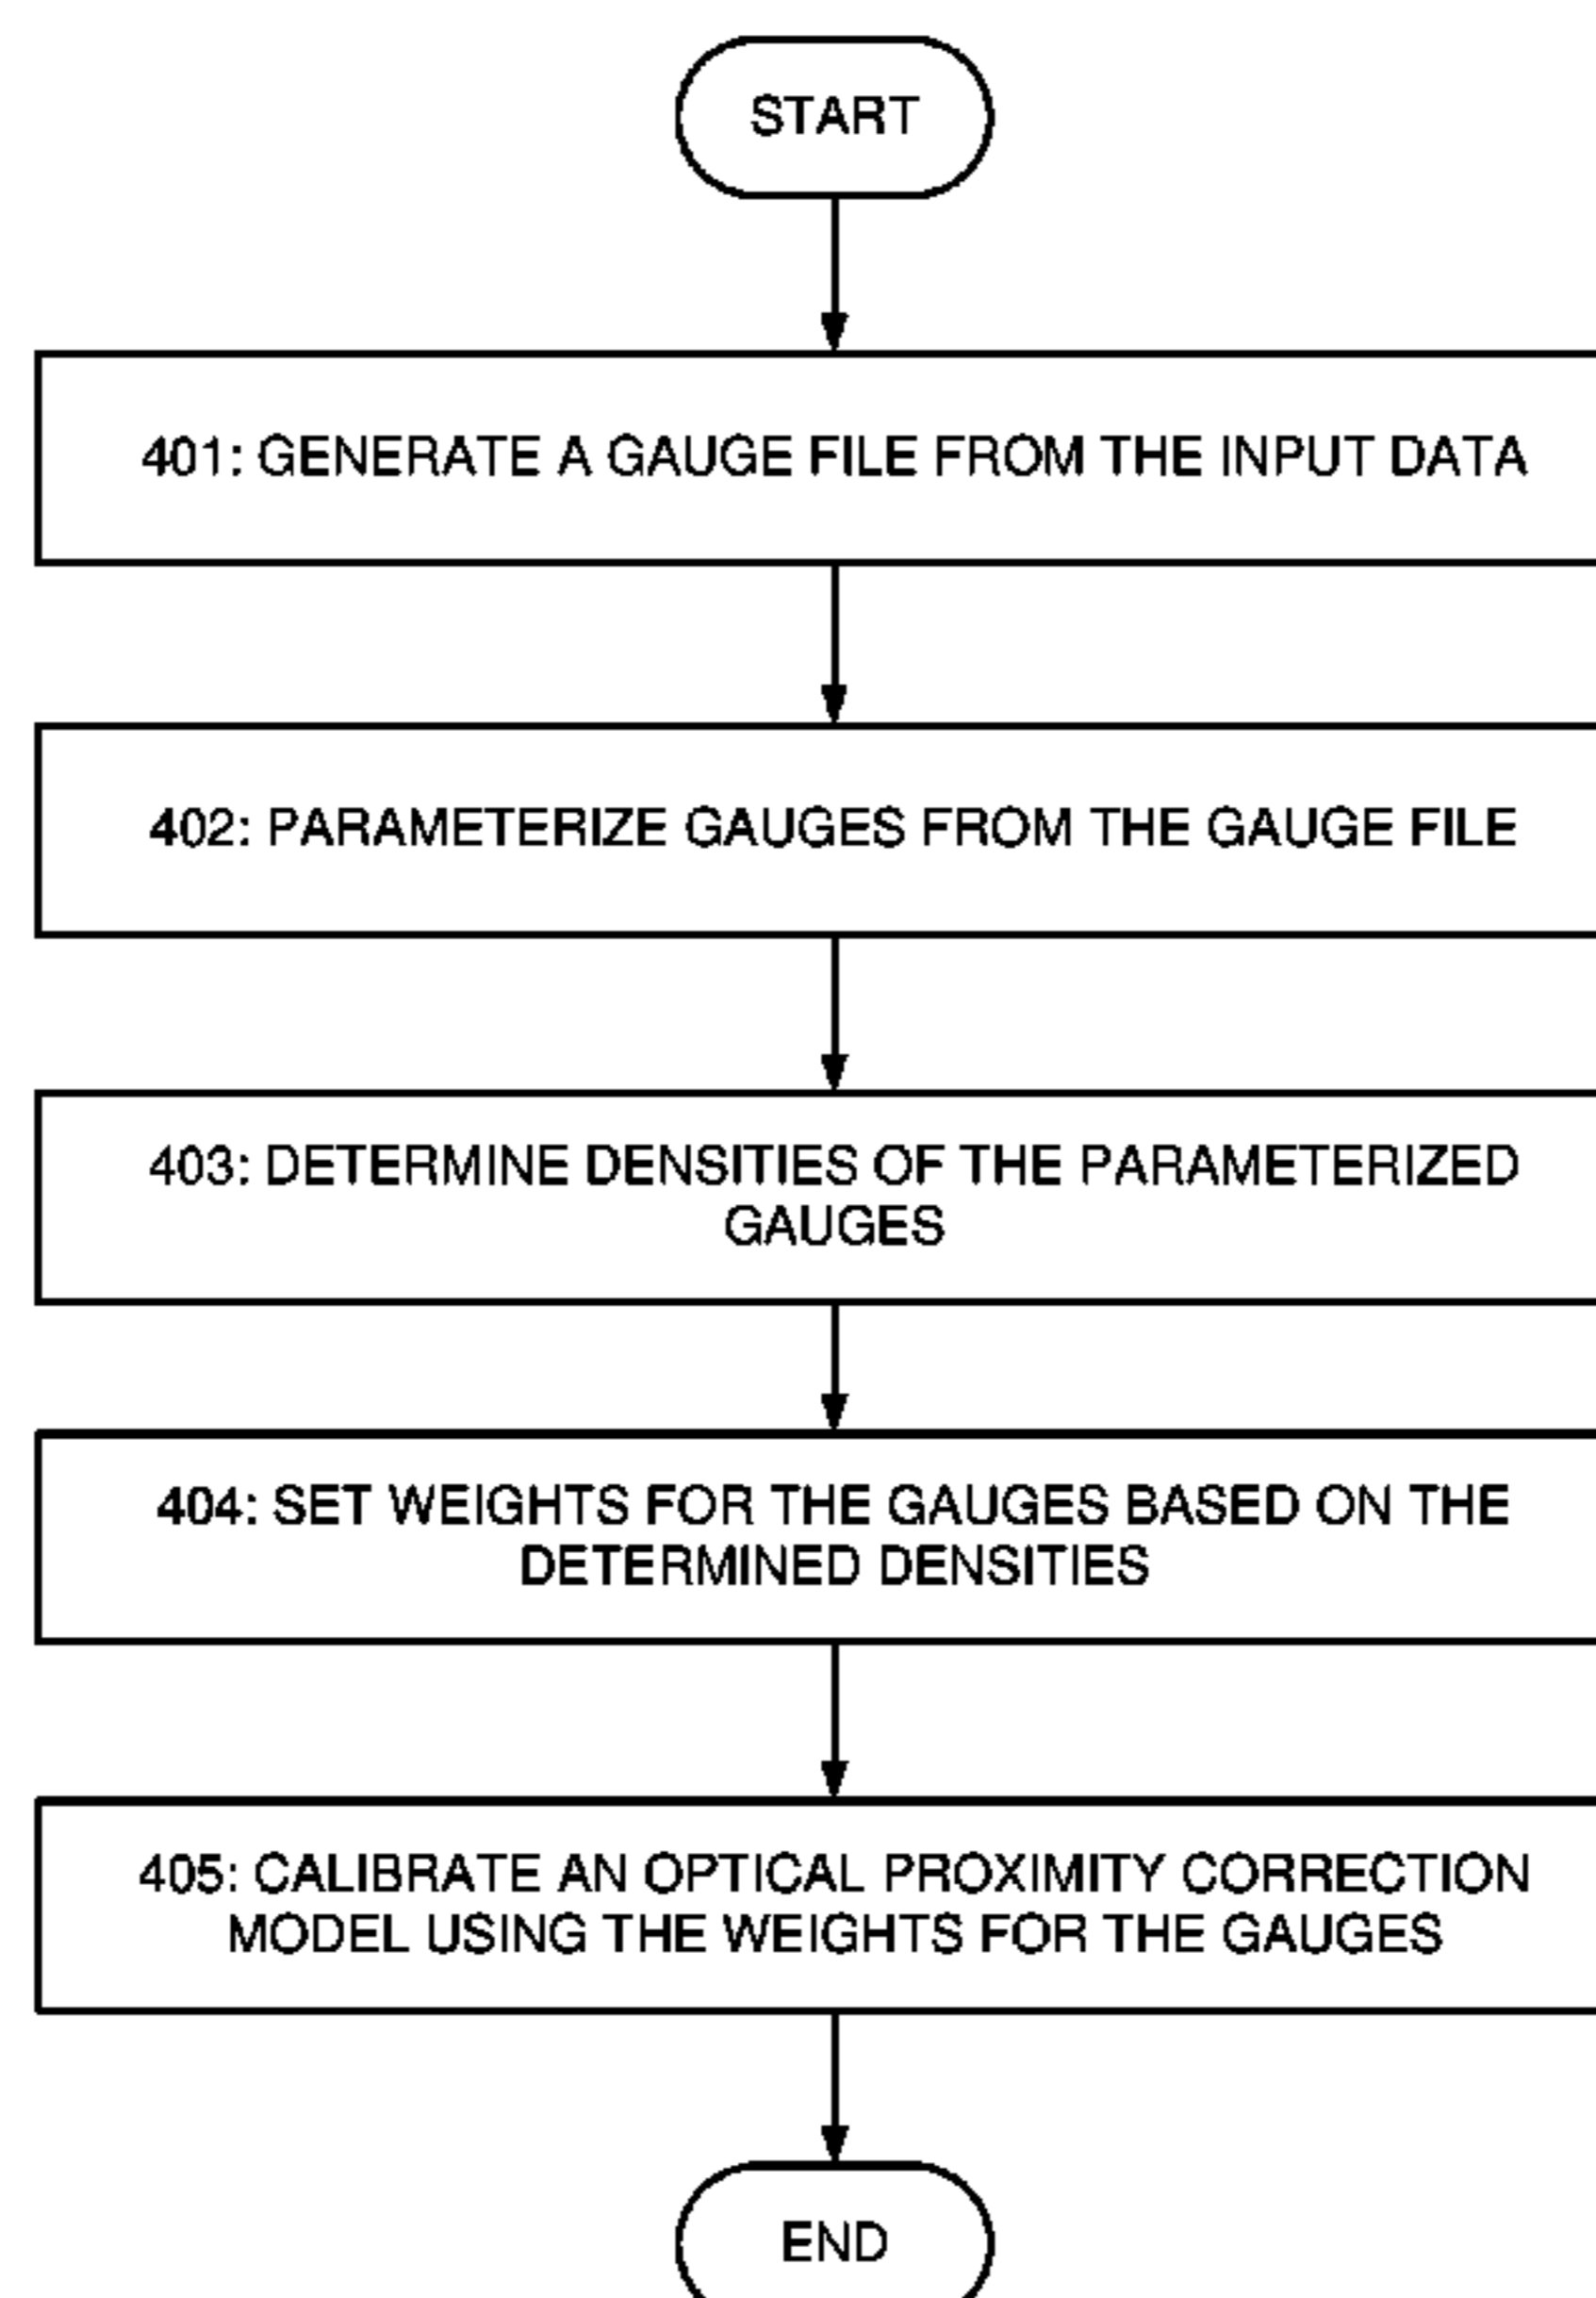 START
401: GENERATE A GAUGE FILE FROM THE INPUT DATA
402: PARAMETERIZE GAUGES FROM THE GAUGE FILE
403: DETERMINE DENSITIES OF THE PARAMETERIZED
GAUGES
404: SET WEIGHTS FOR THE GAUGES BASED ON THE
DETERMINED DENSITIES
405: CALIBRATE AN OPTICAL PROXIMITY CORRECTION
MODEL USING THE WEIGHTS FOR THE GAUGES
END